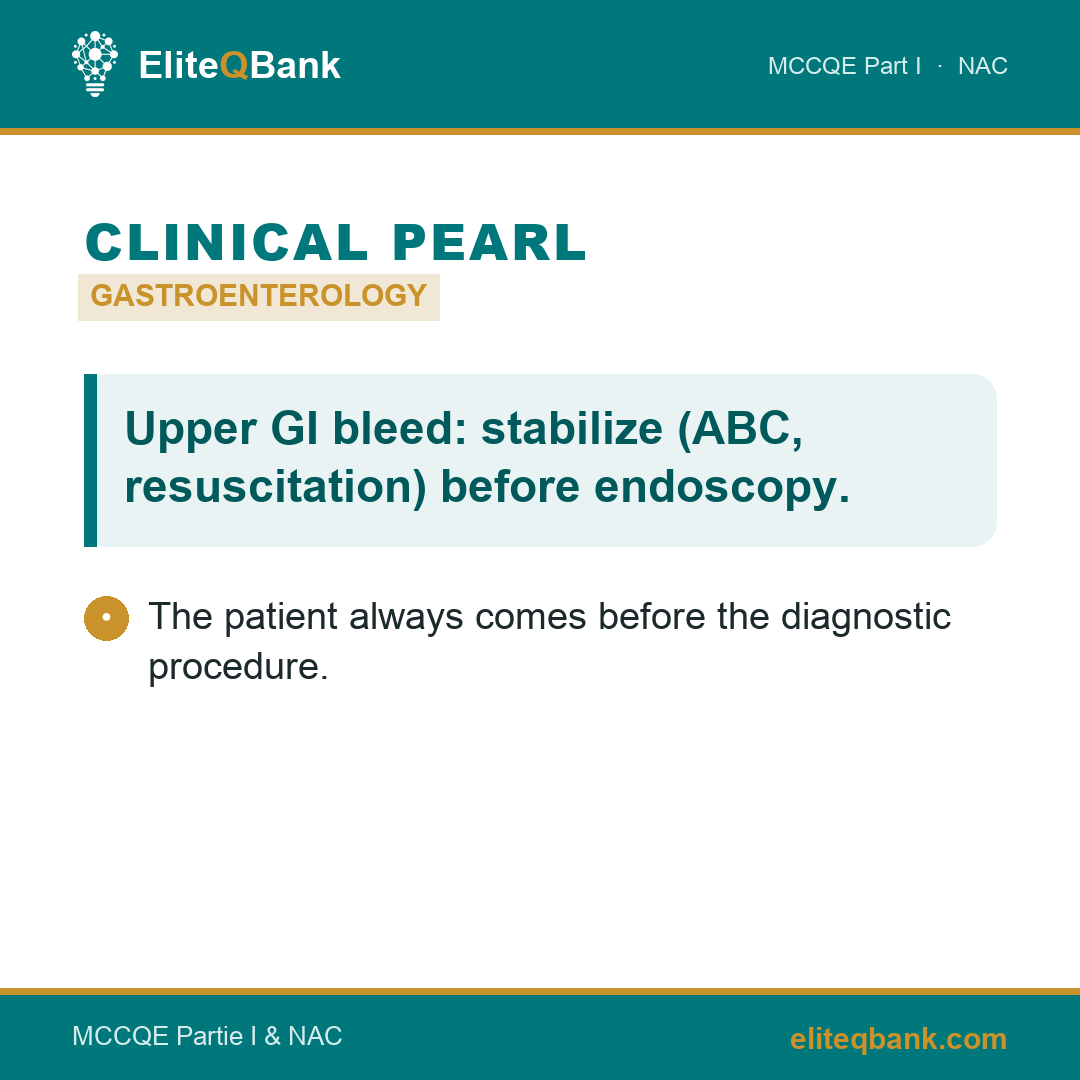 EliteQBank
MCCQE Part I · NAC
CLINICAL PEARL
GASTROENTEROLOGY
Upper GI bleed: stabilize (ABC,
resuscitation) before endoscopy.
The patient always comes before the diagnostic
procedure.
MCCQE Partie I & NAC
eliteqbank.com